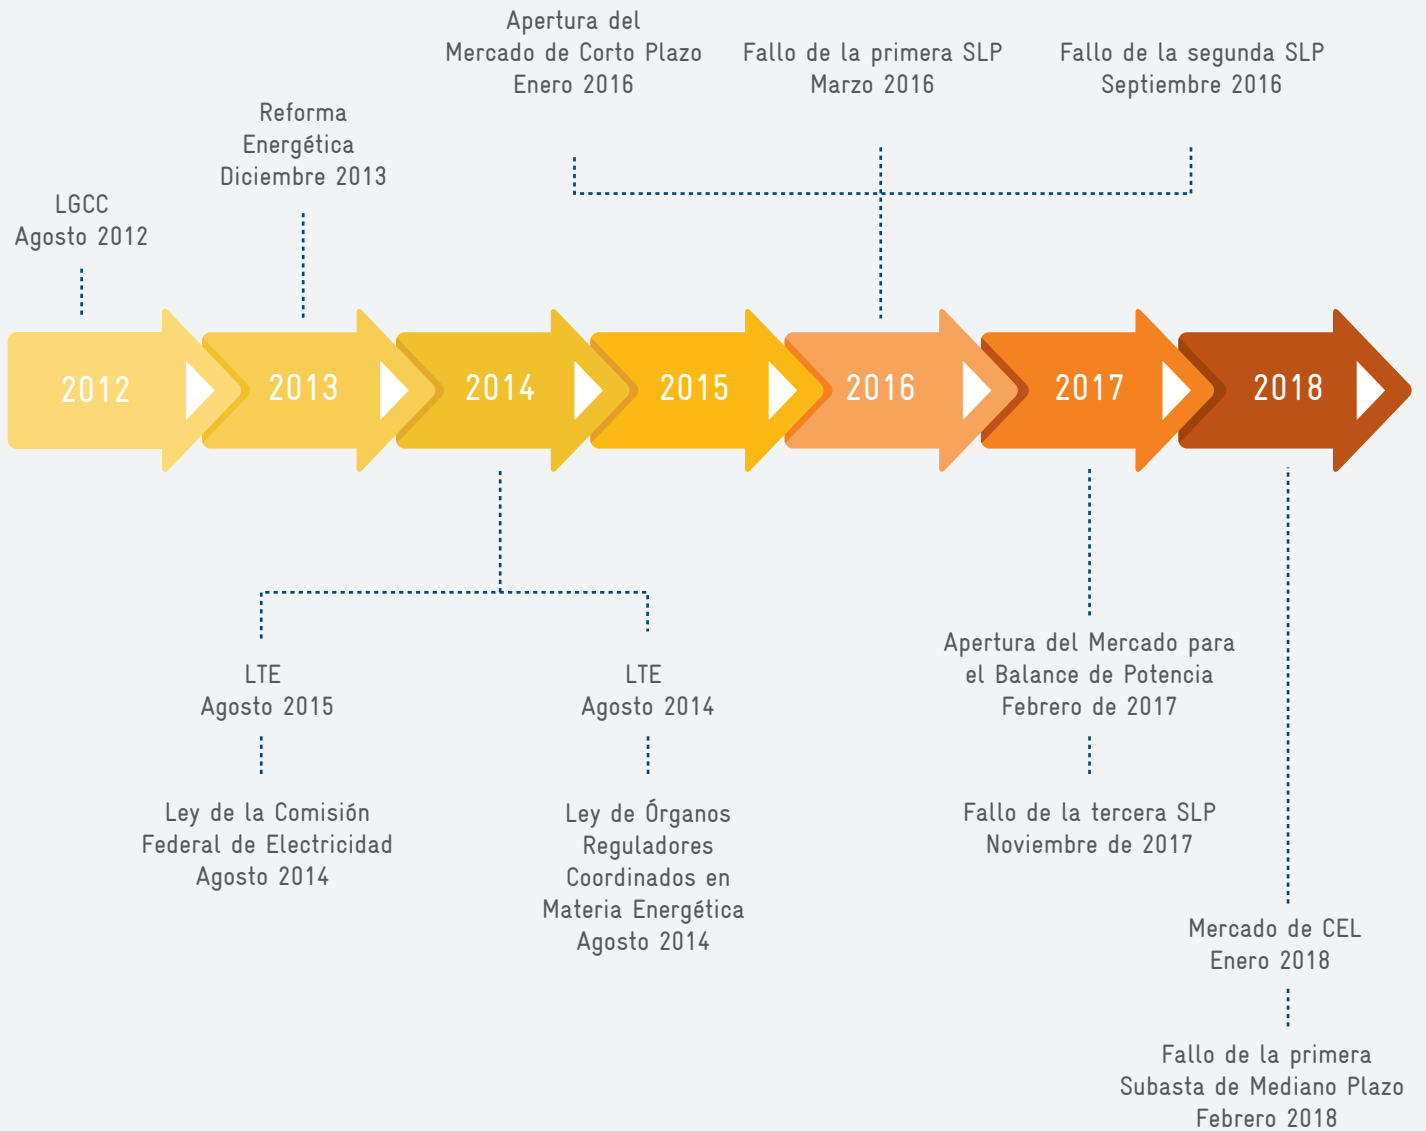 Apertura del
Mercado de Corto Plazo
Enero 2016
Fallo de la primera SLP
Marzo 2016
Fallo de la segunda SLP
Septiembre 2016
Reforma
Energética
Diciembre 2013
LGCC
Agosto 2012
2012
2013
2014
2015
2016
2017
2018
LTE
Agosto 2015
Ley de la Comisión
Federal de Electricidad
Agosto 2014
LTE
Agosto 2014
Ley de Órganos
Reguladores
Coordinados en
Materia Energética
Agosto 2014
Apertura del Mercado para
el Balance de Potencia
Febrero de 2017
Fallo de la tercera SLP
Noviembre de 2017
Mercado de CEL
Enero 2018
Fallo de la primera
Subasta de Mediano Plazo
Febrero 2018